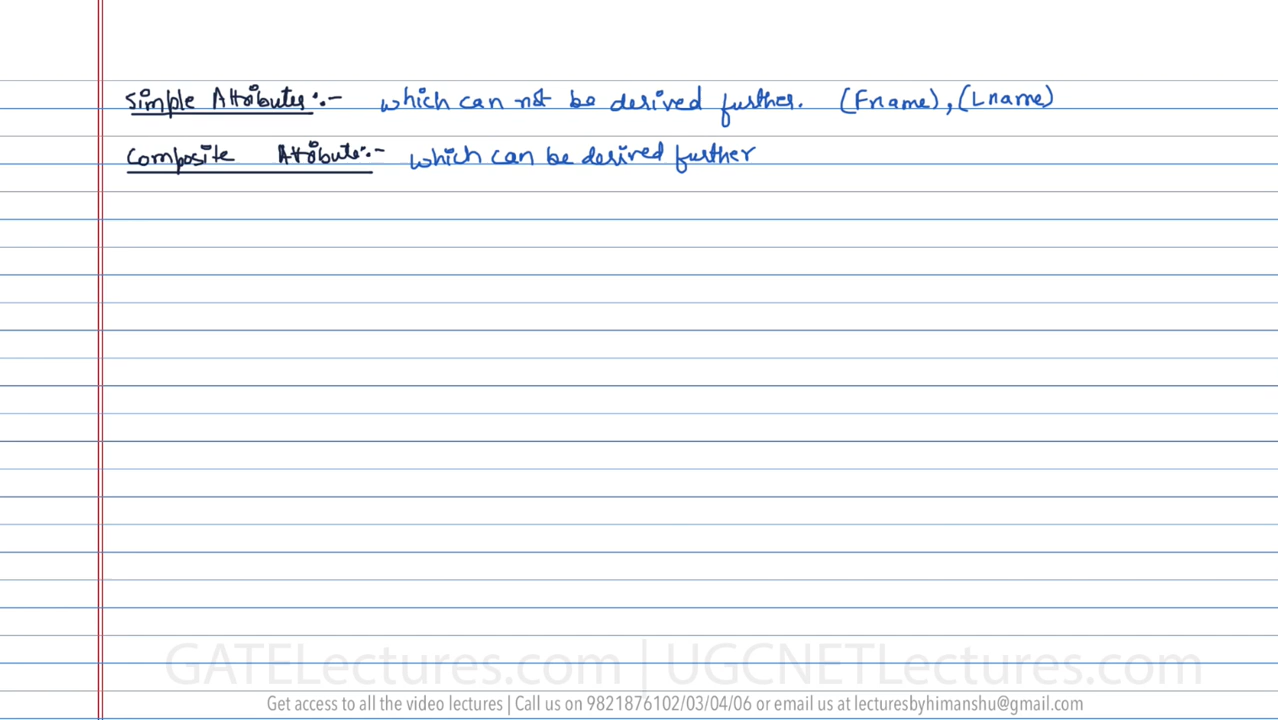 Simple Attributes :- which can not be derived further. (Fname), (Lname)
Composite Attribute :- which can be derived further
GATELectures.com | UGCNETLectures.com
Get access to all the video lectures | Call us on 9821876102/03/04/06 or email us at lecturesbyhimanshu@gmail.com